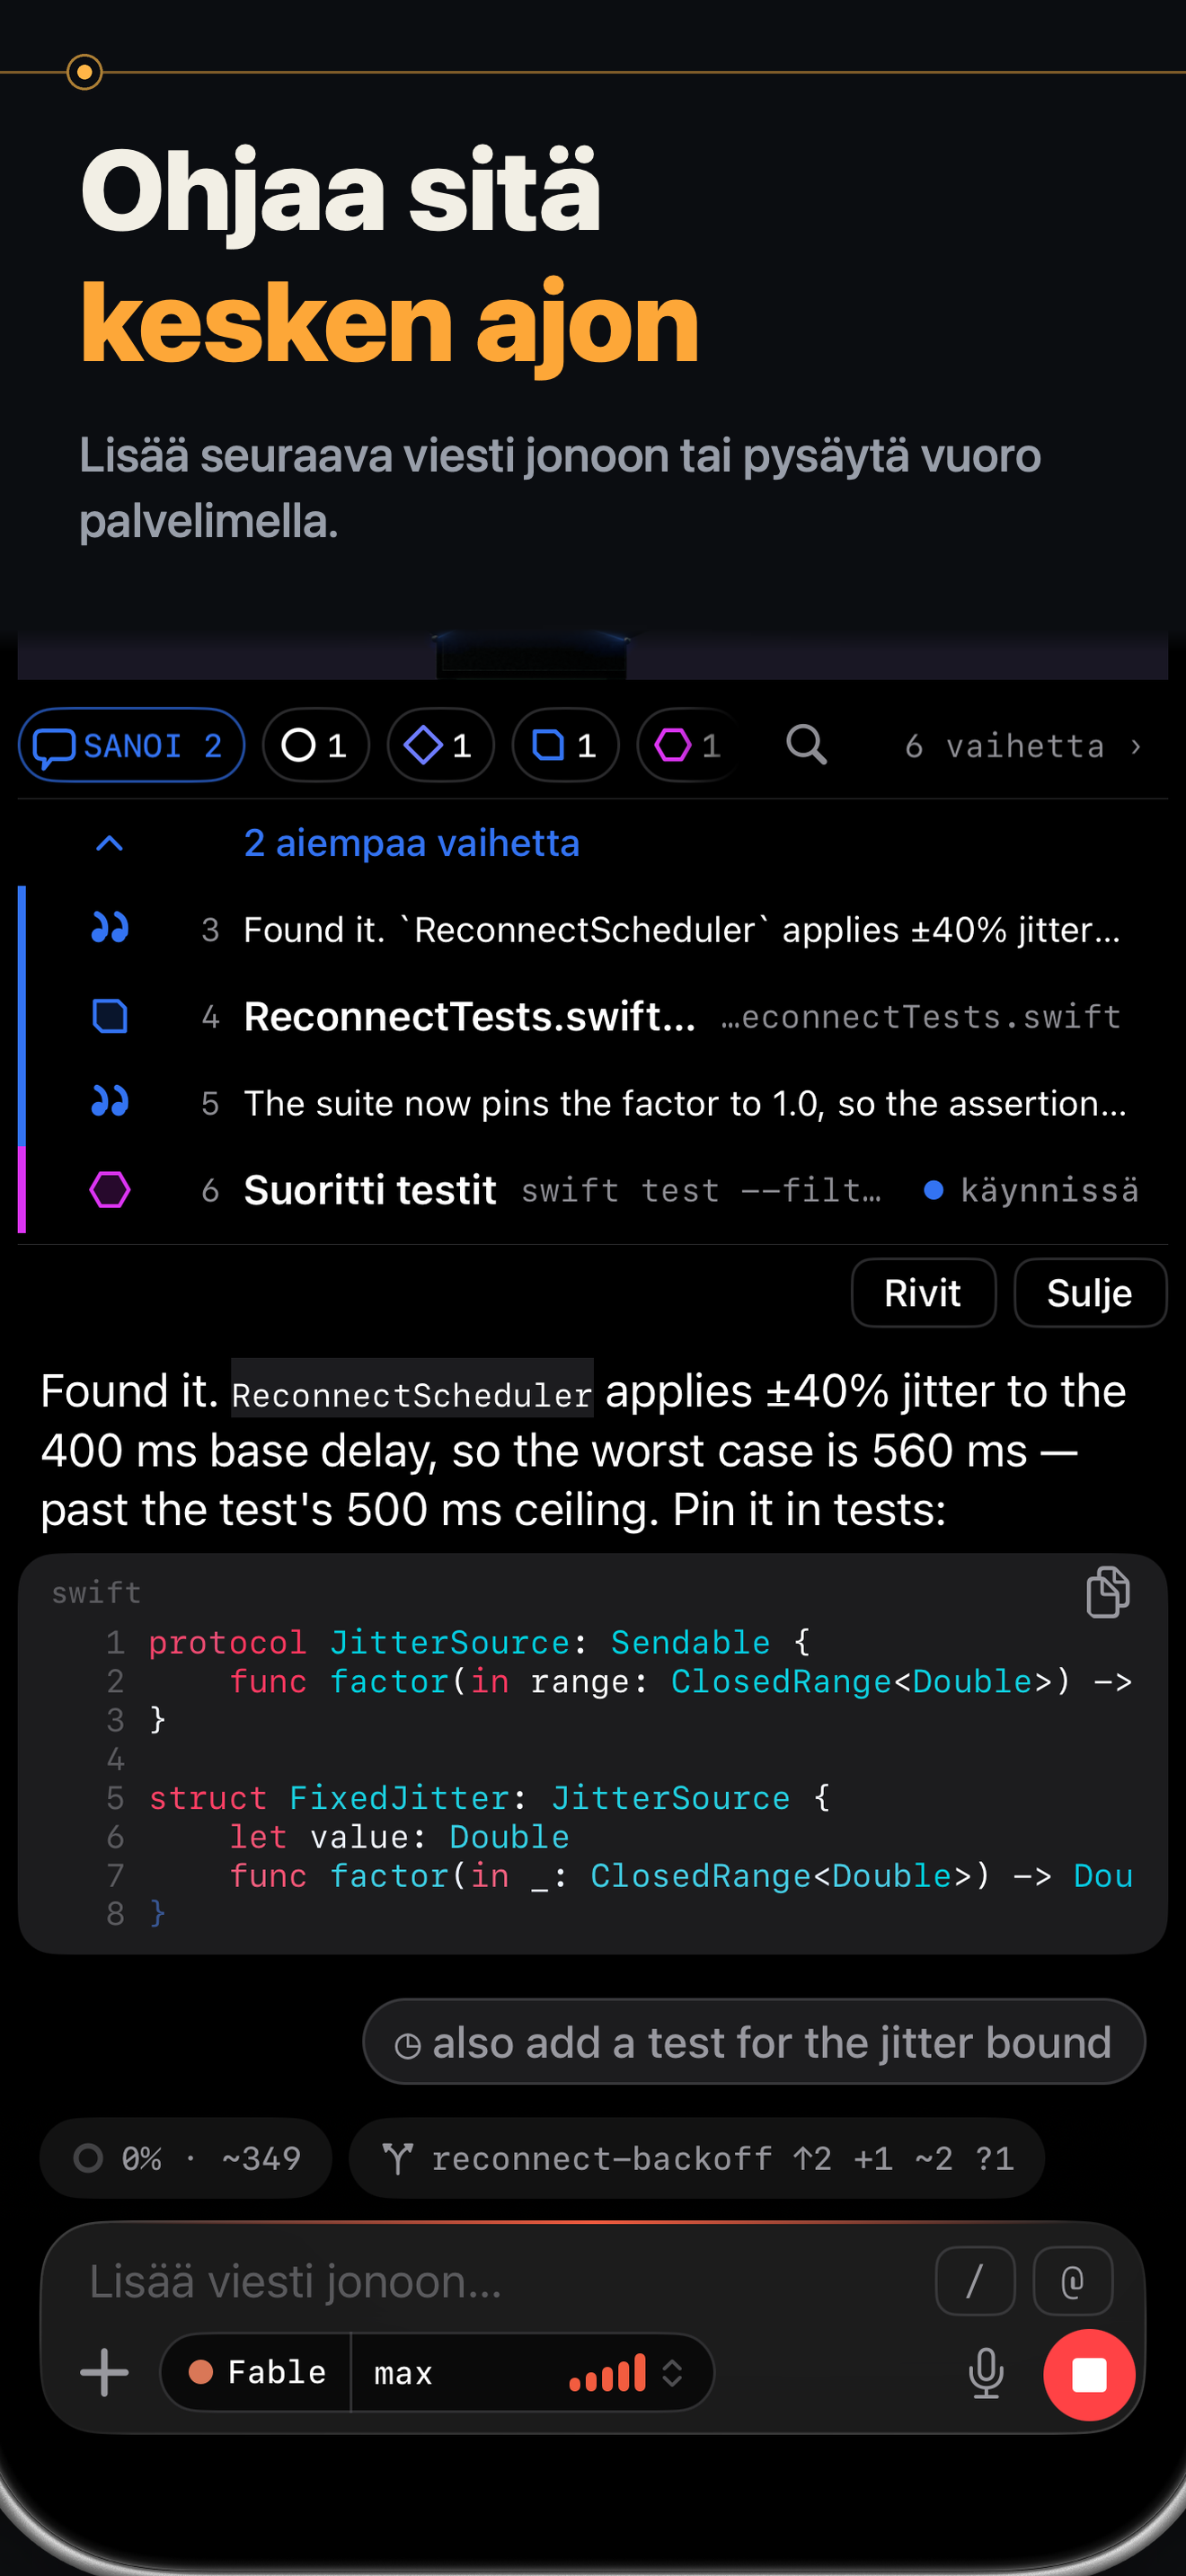 Ohjaa sitä
kesken ajon
Lisää seuraava viesti jonoon tai pysäytä vuoro
palvelimella.
SANOI 2 1 1 1 1 6 vaihetta ›
2 aiempaa vaihetta
3 Found it. `ReconnectScheduler` applies ±40% jitter…
4 ReconnectTests.swift… …econnectTests.swift
5 The suite now pins the factor to 1.0, so the assertion…
6 Suoritti testit swift test --filt… käynnissä
Rivit Sulje
Found it. ReconnectScheduler applies ±40% jitter to the
400 ms base delay, so the worst case is 560 ms —
past the test's 500 ms ceiling. Pin it in tests:
swift
1 protocol JitterSource: Sendable {
2     func factor(in range: ClosedRange<Double>) ->
3 }
4
5 struct FixedJitter: JitterSource {
6     let value: Double
7     func factor(in _: ClosedRange<Double>) -> Dou
8 }
also add a test for the jitter bound
0% · ~349 reconnect-backoff ↑2 +1 ~2 ?1
Lisää viesti jonoon… / @
Fable max